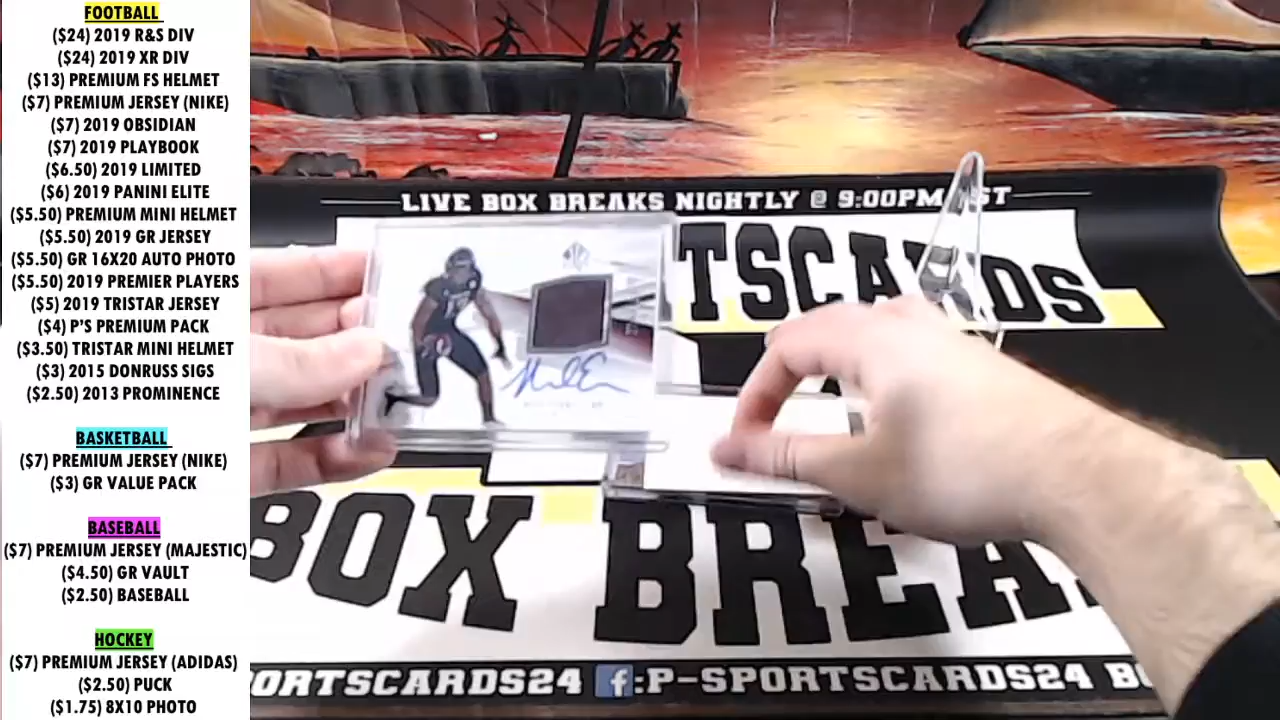 FOOTBALL
($24) 2019 R&S DIV
($24) 2019 XR DIV
($13) PREMIUM FS HELMET
($7) PREMIUM JERSEY (NIKE)
($7) 2019 OBSIDIAN
($7) 2019 PLAYBOOK
($6.50) 2019 LIMITED
($6) 2019 PANINI ELITE
($5.50) PREMIUM MINI HELMET
($5.50) 2019 GR JERSEY
($5.50) GR 16X20 AUTO PHOTO
($5.50) 2019 PREMIER PLAYERS
($5) 2019 TRISTAR JERSEY
($4) P'S PREMIUM PACK
($3.50) TRISTAR MINI HELMET
($3) 2015 DONRUSS SIGS
($2.50) 2013 PROMINENCE
BASKETBALL
($7) PREMIUM JERSEY (NIKE)
($3) GR VALUE PACK
BASEBALL
($7) PREMIUM JERSEY (MAJESTIC)
($4.50) GR VAULT
($2.50) BASEBALL
HOCKEY
($7) PREMIUM JERSEY (ADIDAS)
($2.50) PUCK
($1.75) 8X10 PHOTO
LIVE BOX BREAKS NIGHTLY @ 9:00PM ST
TSCA DS
BOX BREA
ORTSCARDS24 f:P-SPORTSCARDS24 BO